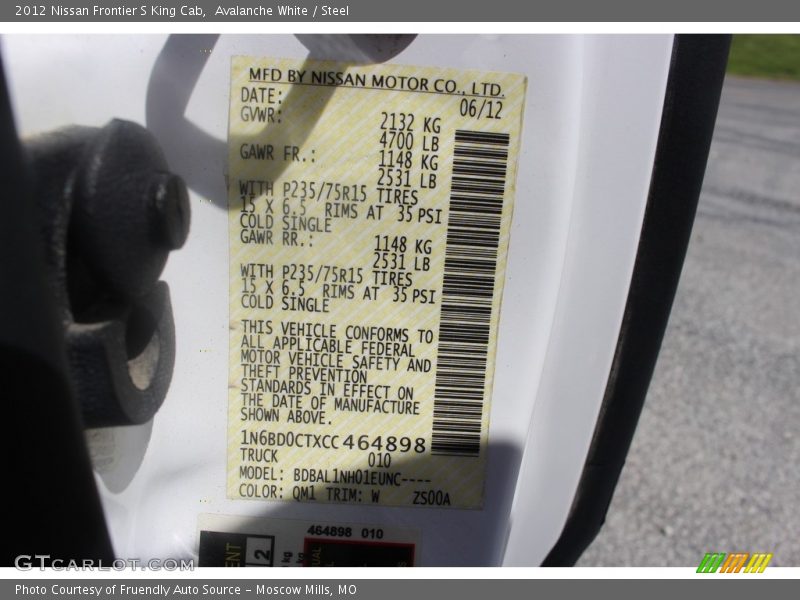 2012 Nissan Frontier S King Cab,  Avalanche White / Steel
MFD BY NISSAN MOTOR CO., LTD.
DATE: 06/12
GVWR: 2132 KG
4700 LB
GAWR FR.: 1148 KG
2531 LB
WITH P235/75R15 TIRES
15 X 6.5 RIMS AT 35 PSI
COLD SINGLE
GAWR RR.: 1148 KG
2531 LB
WITH P235/75R15 TIRES
15 X 6.5 RIMS AT 35 PSI
COLD SINGLE
THIS VEHICLE CONFORMS TO
ALL APPLICABLE FEDERAL
MOTOR VEHICLE SAFETY AND
THEFT PREVENTION
STANDARDS IN EFFECT ON
THE DATE OF MANUFACTURE
SHOWN ABOVE.
1N6BD0CTXCC464898
TRUCK 010
MODEL: BDBAL1NH01EUNC----
COLOR: QM1 TRIM: W ZS00A
464898 010
2
kg
GTCarLot.com
Photo Courtesy of Fruendly Auto Source - Moscow Mills, MO